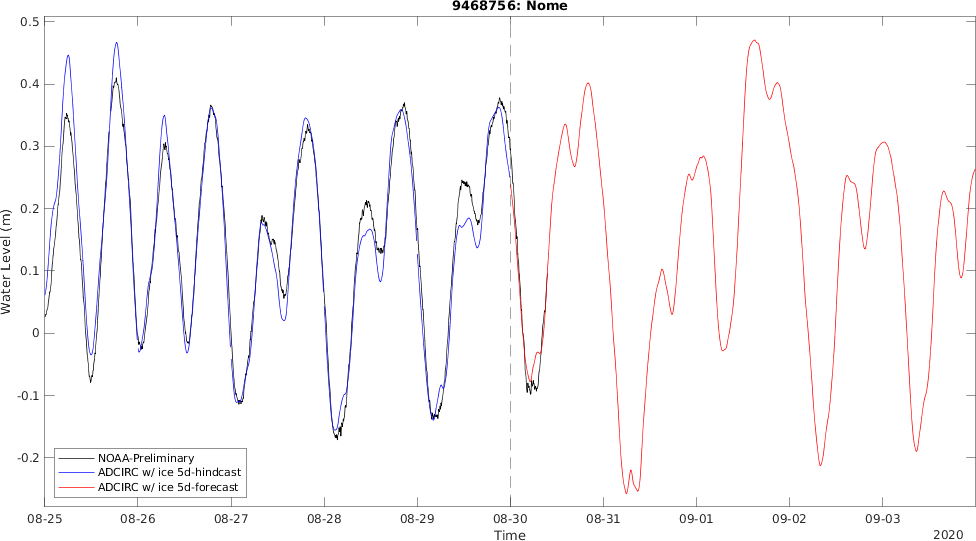 9468756: Nome
0.5
0.4
0.3
0.2
0.1
0
-0.1
-0.2
Water Level (m)
NOAA-Preliminary
ADCIRC w/ ice 5d-hindcast
ADCIRC w/ ice 5d-forecast
08-25 08-26 08-27 08-28 08-29 08-30 08-31 09-01 09-02 09-03
Time
2020